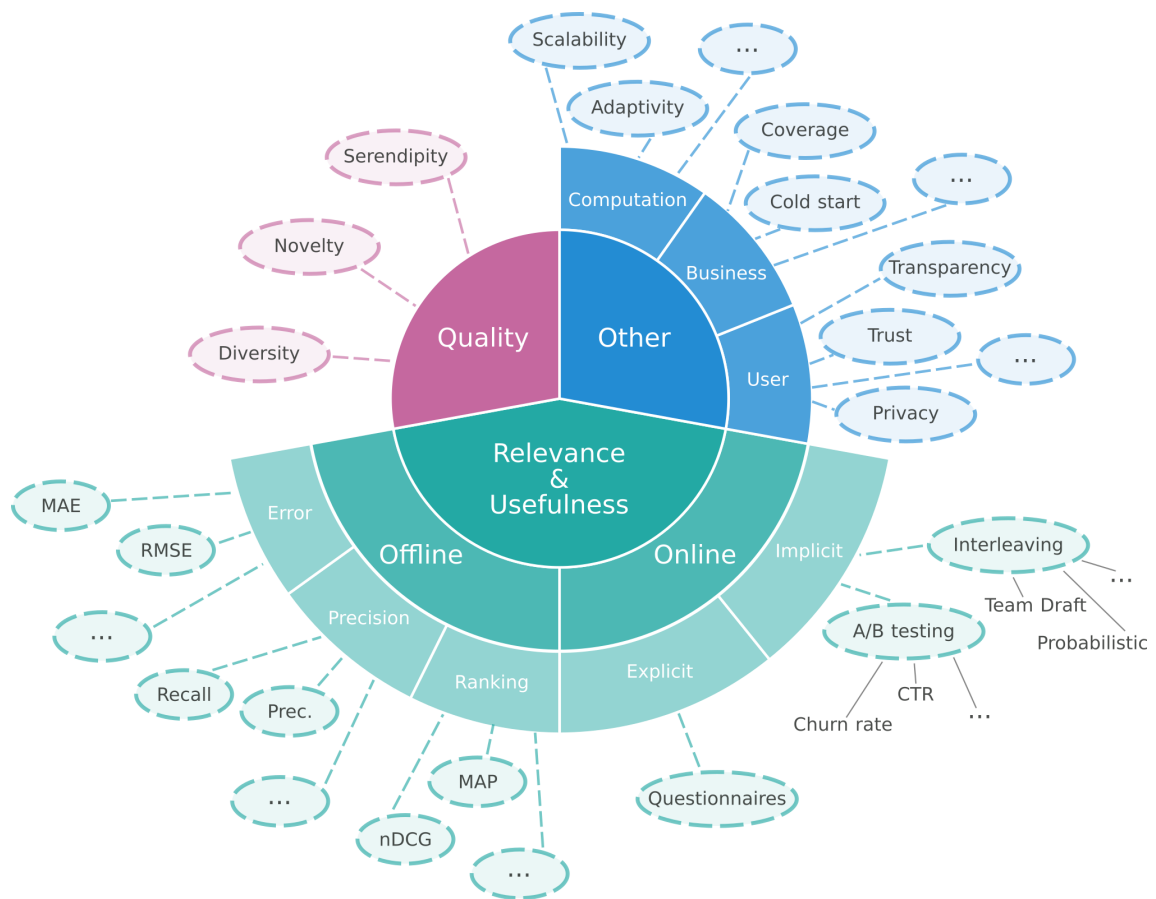 Scalability
...
Adaptivity
Coverage
Serendipity
...
Computation
Cold start
Novelty
Transparency
Business
Quality
Other
Trust
Diversity
...
User
Privacy
Relevance
&
Usefulness
MAE
Error
RMSE
Offline
Online
Implicit
Interleaving
...
Team Draft
Probabilistic
...
Precision
A/B testing
Explicit
Ranking
Recall
CTR
Prec.
Churn rate
...
MAP
...
Questionnaires
nDCG
...